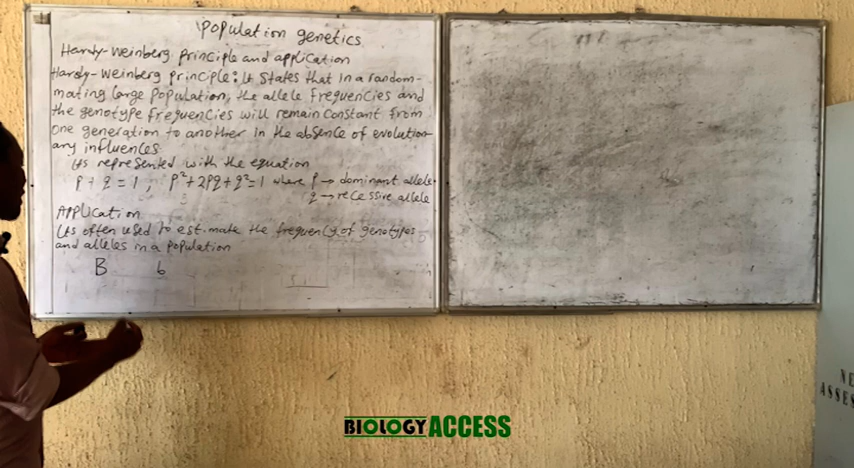 Population genetics
Hardy-Weinberg principle and application
Hardy-Weinberg principle: It states that in a random-
mating large population, the allele frequencies and
the genotype frequencies will remain constant from
one generation to another in the absence of evolution-
ary influences.
Its represented with the equation
p + q = 1, p²+2pq+q²=1 where p → dominant allele
q → recessive allele
Application
Its often used to estimate the frequency of genotypes
and alleles in a population
B b
NE
ASSES
BIOLOGY ACCESS